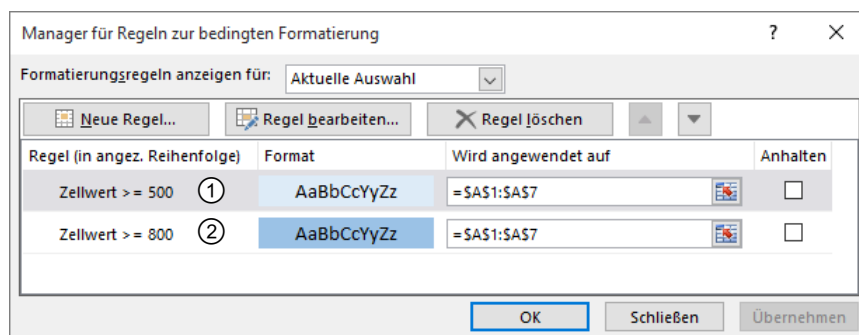 Manager für Regeln zur bedingten Formatierung ? ×
Formatierungsregeln anzeigen für: Aktuelle Auswahl
Neue Regel... Regel bearbeiten... Regel löschen
Regel (in angez. Reihenfolge) Format Wird angewendet auf Anhalten
Zellwert >= 500 ① AaBbCcYyZz =$A$1:$A$7
Zellwert >= 800 ② AaBbCcYyZz =$A$1:$A$7
OK Schließen Übernehmen